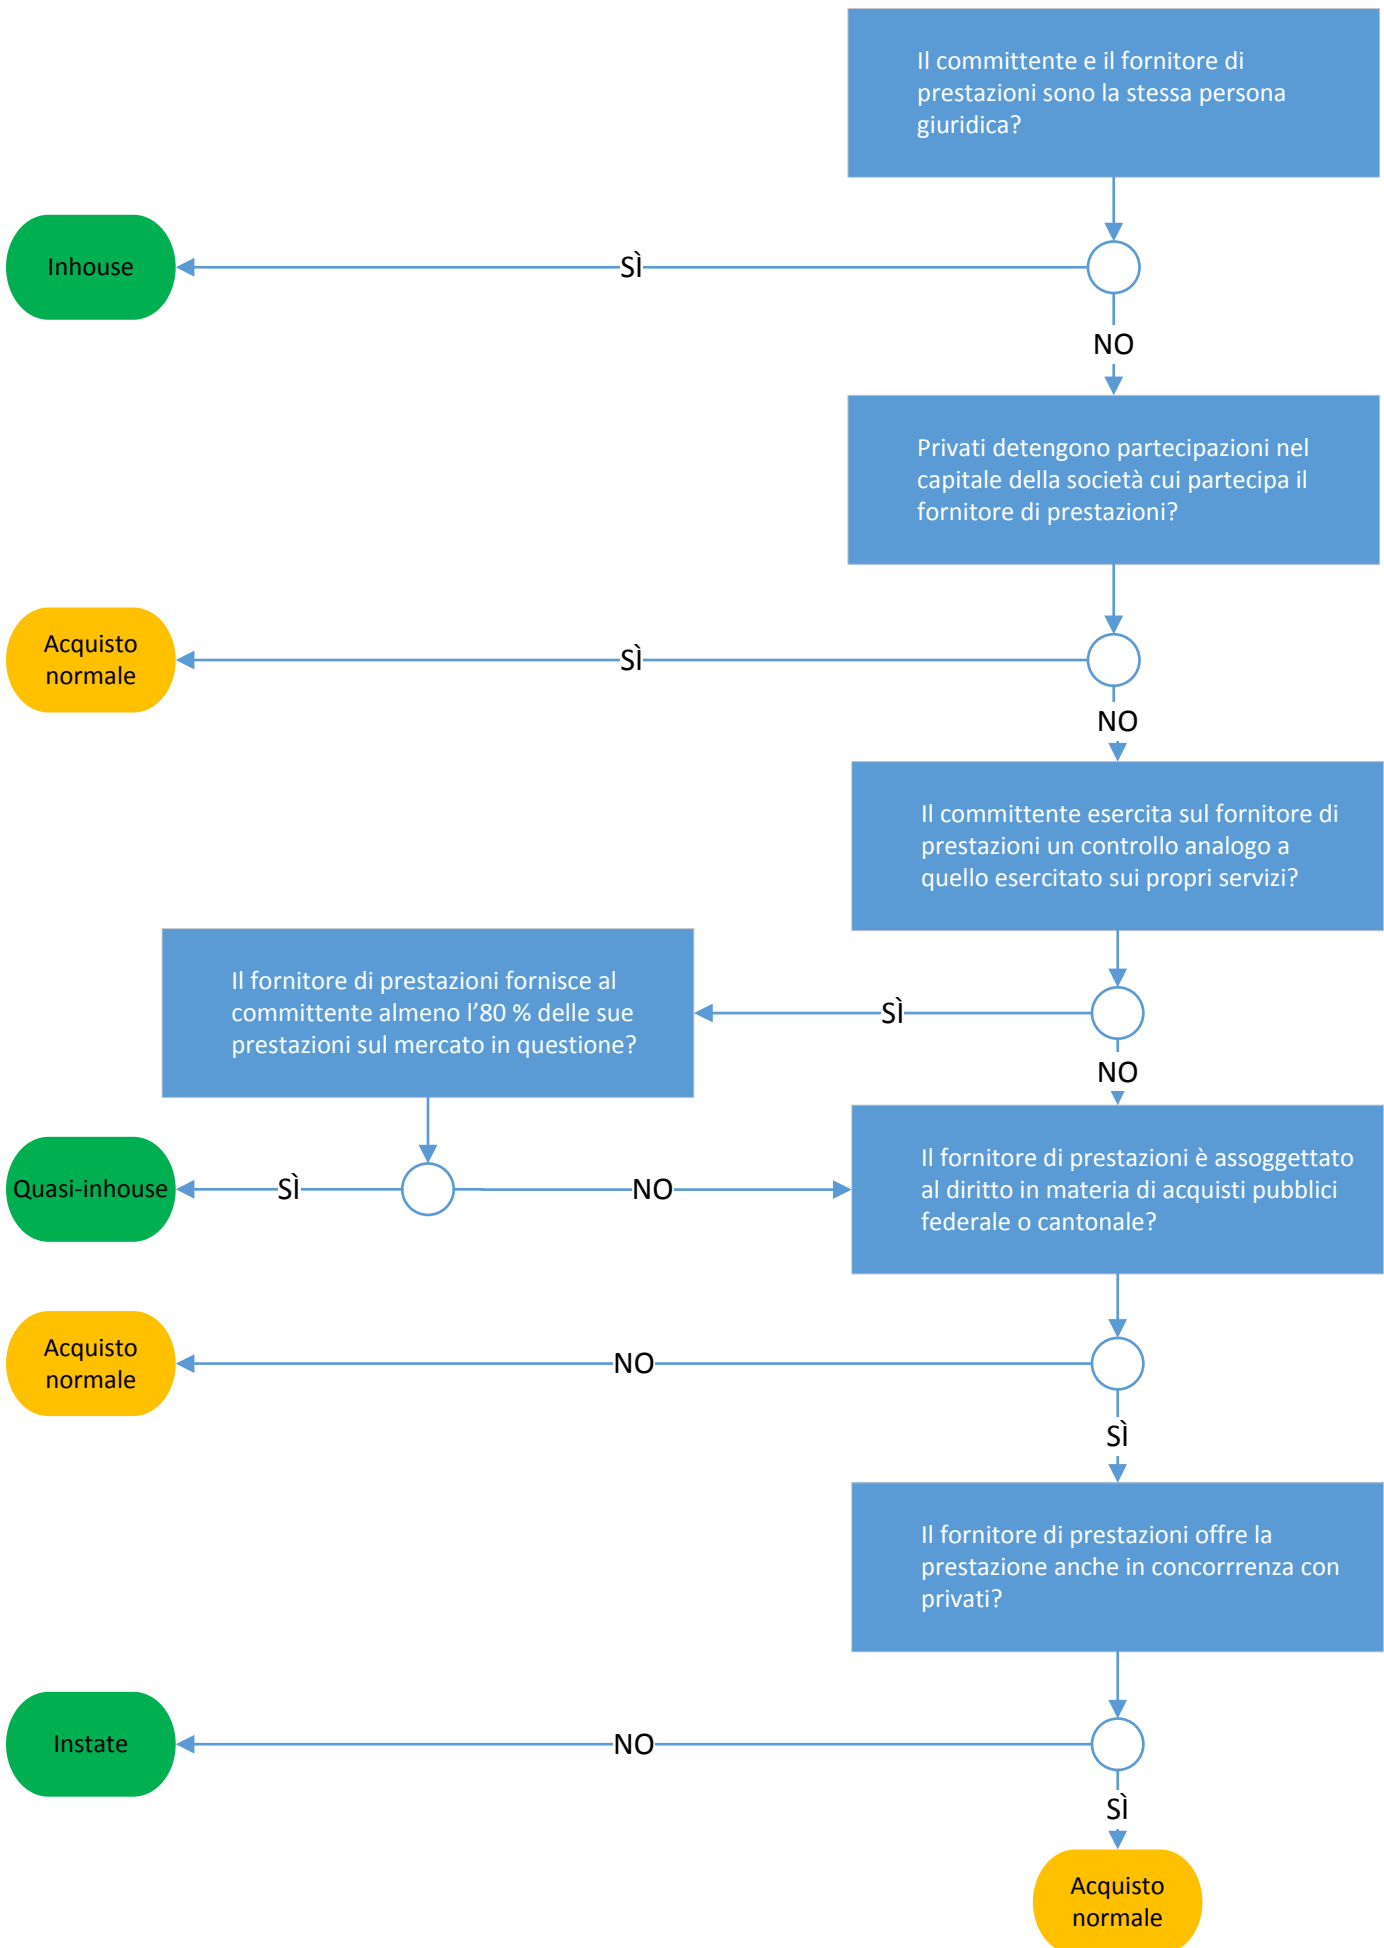 Il committente e il fornitore di
prestazioni sono la stessa persona
giuridica?
Inhouse
SÌ
NO
Privati detengono partecipazioni nel
capitale della società cui partecipa il
fornitore di prestazioni?
Acquisto
normale
SÌ
NO
Il committente esercita sul fornitore di
prestazioni un controllo analogo a
quello esercitato sui propri servizi?
Il fornitore di prestazioni fornisce al
committente almeno l’80 % delle sue
prestazioni sul mercato in questione?
SÌ
NO
Quasi-inhouse
SÌ
NO
Il fornitore di prestazioni è assoggettato
al diritto in materia di acquisti pubblici
federale o cantonale?
Acquisto
normale
NO
SÌ
Il fornitore di prestazioni offre la
prestazione anche in concorrrenza con
privati?
Instate
NO
SÌ
Acquisto
normale